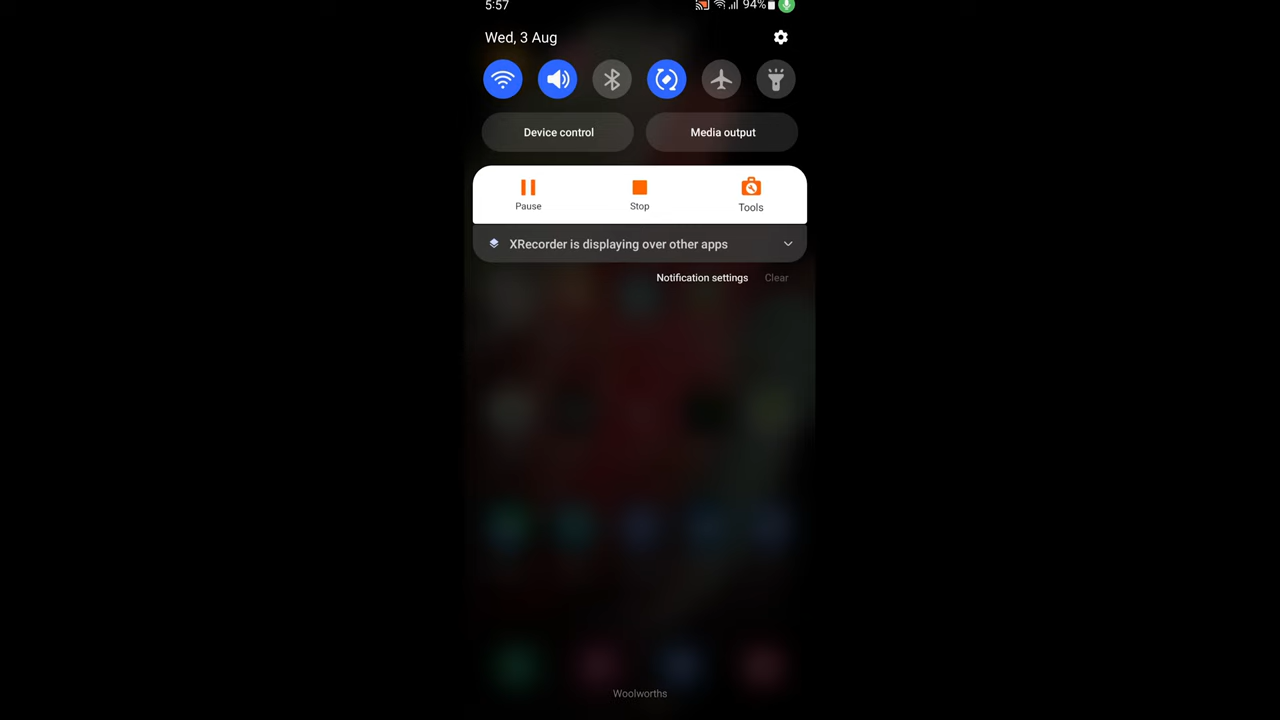 5:57
94%
Wed, 3 Aug
Device control
Media output
Pause
Stop
Tools
XRecorder is displaying over other apps
Notification settings
Clear
Woolworths